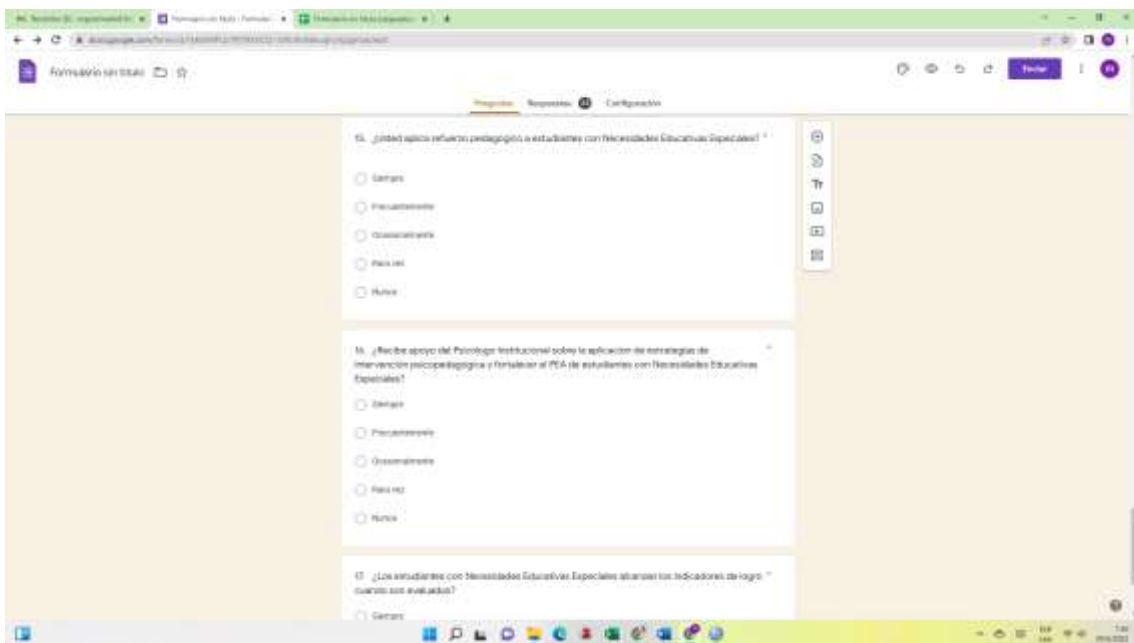 Formulario sin título
Enviar
Preguntas Respuestas Configuración
15. ¿Usted aplica refuerzo pedagógico a estudiantes con Necesidades Educativas Especiales? *
Siempre
Frecuentemente
Ocasionalmente
Rara vez
Nunca
16. ¿Recibe apoyo del Psicólogo Institucional sobre la aplicación de estrategias de *
intervención psicopedagógica y fortalecer el PEA de estudiantes con Necesidades Educativas
Especiales?
Siempre
Frecuentemente
Ocasionalmente
Rara vez
Nunca
17. ¿Los estudiantes con Necesidades Educativas Especiales alcanzan los indicadores de logro *
cuando son evaluados?
Siempre